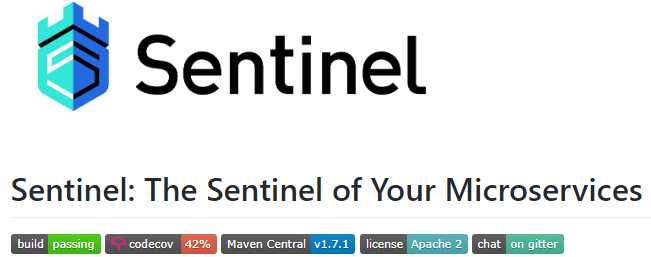 Sentinel
Sentinel: The Sentinel of Your Microservices
build passing codecov 42% Maven Central v1.7.1 license Apache 2 chat on gitter